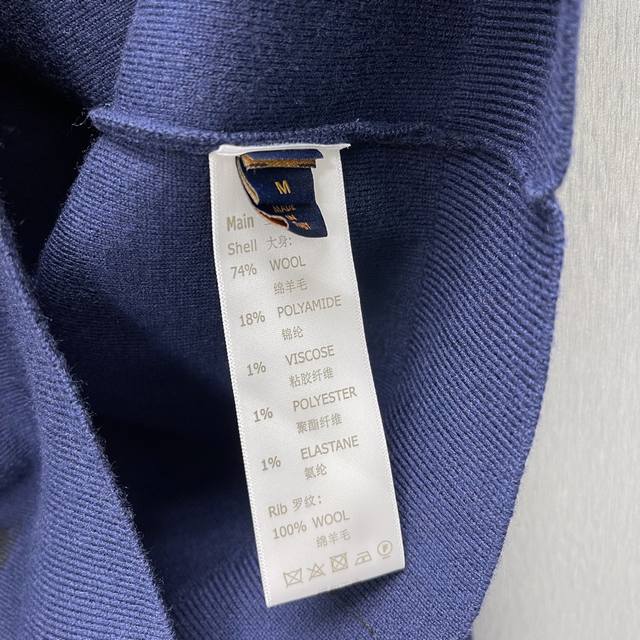 M
MADE
Main
Shell 大身:
74% WOOL
绵羊毛
18% POLYAMIDE
锦纶
1% VISCOSE
粘胶纤维
1% POLYESTER
聚酯纤维
1% ELASTANE
氨纶
Rib 罗纹:
100% WOOL
绵羊毛